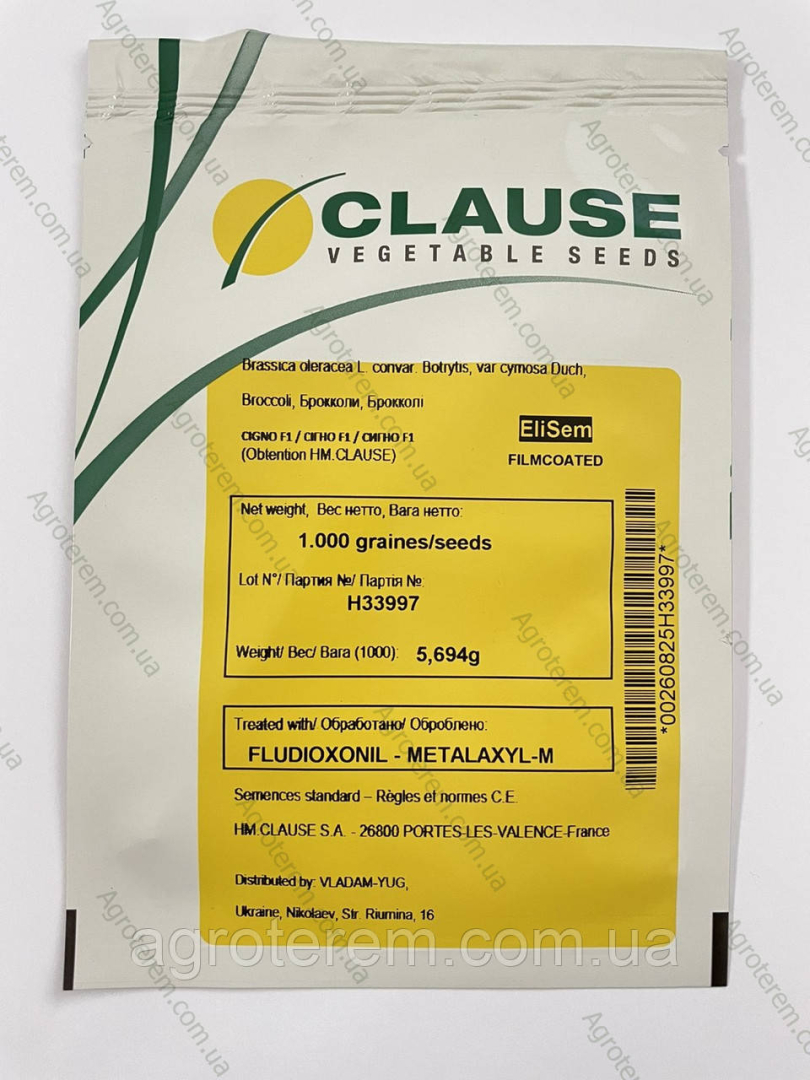 CLAUSE
VEGETABLE SEEDS
Brassica oleracea L. convar. Botrytis, var cymosa Duch,
Broccoli, Брокколи, Брокколі
CIGNO F1 / СІГНО F1 / СИГНО F1
(Obtention HM.CLAUSE)
EliSem
FILMCOATED
Net weight, Вес нетто, Вага нетто:
1.000 graines/seeds
Lot N°/ Партия №/ Партія №:
H33997
Weight/ Вес/ Вага (1000): 5,694g
*00260825H33997*
Treated with/ Обработано/ Оброблено:
FLUDIOXONIL - METALAXYL-M
Semences standard – Règles et normes C.E.
HM.CLAUSE S.A. - 26800 PORTES-LES-VALENCE-France
Distributed by: VLADAM-YUG,
Ukraine, Nikolaev, Str. Riumina, 16
agroterem.com.ua
Agroterem.com.ua